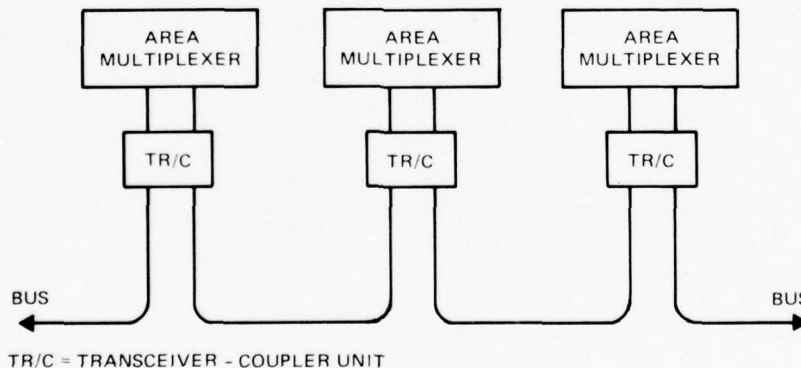 AREA
MULTIPLEXER
AREA
MULTIPLEXER
AREA
MULTIPLEXER
TR/C
TR/C
TR/C
BUS
BUS
TR/C = TRANSCEIVER - COUPLER UNIT